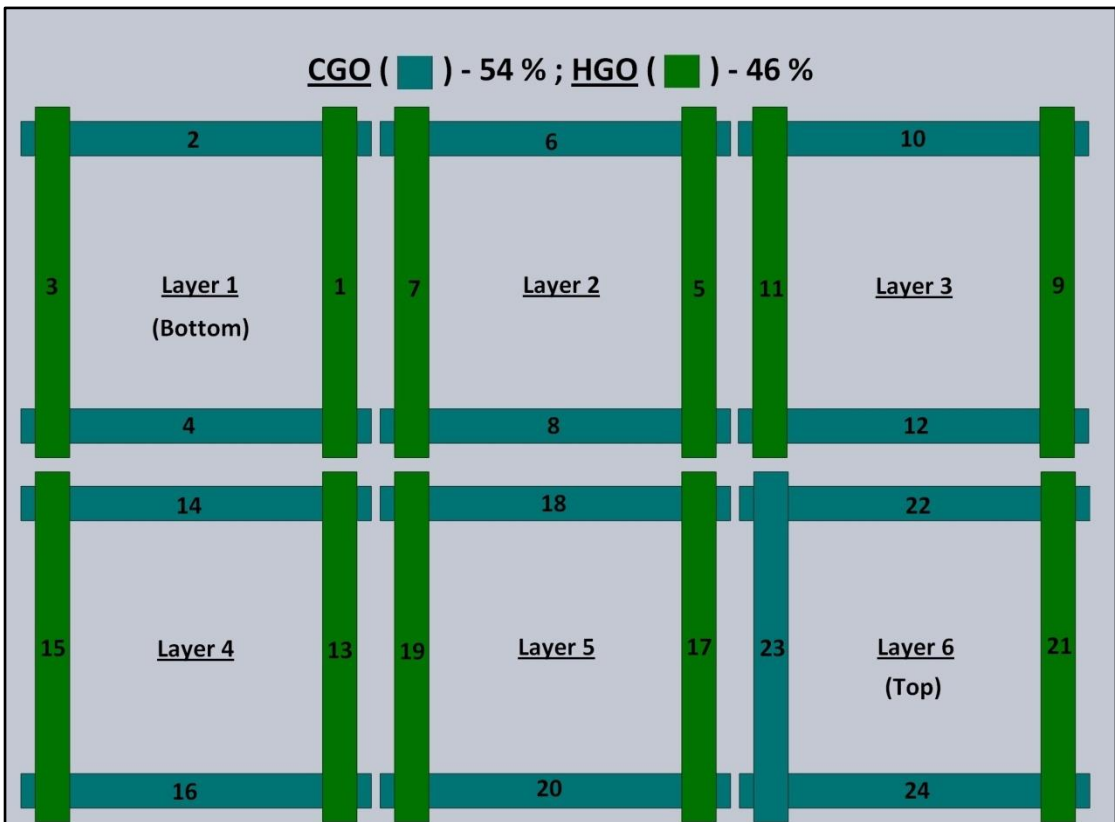 CGO ( ) - 54 % ; HGO ( ) - 46 %
2 6 10
3 Layer 1 1 7 Layer 2 5 11 Layer 3 9
(Bottom)
4 8 12
14 18 22
15 Layer 4 13 19 Layer 5 17 23 Layer 6 21
(Top)
16 20 24